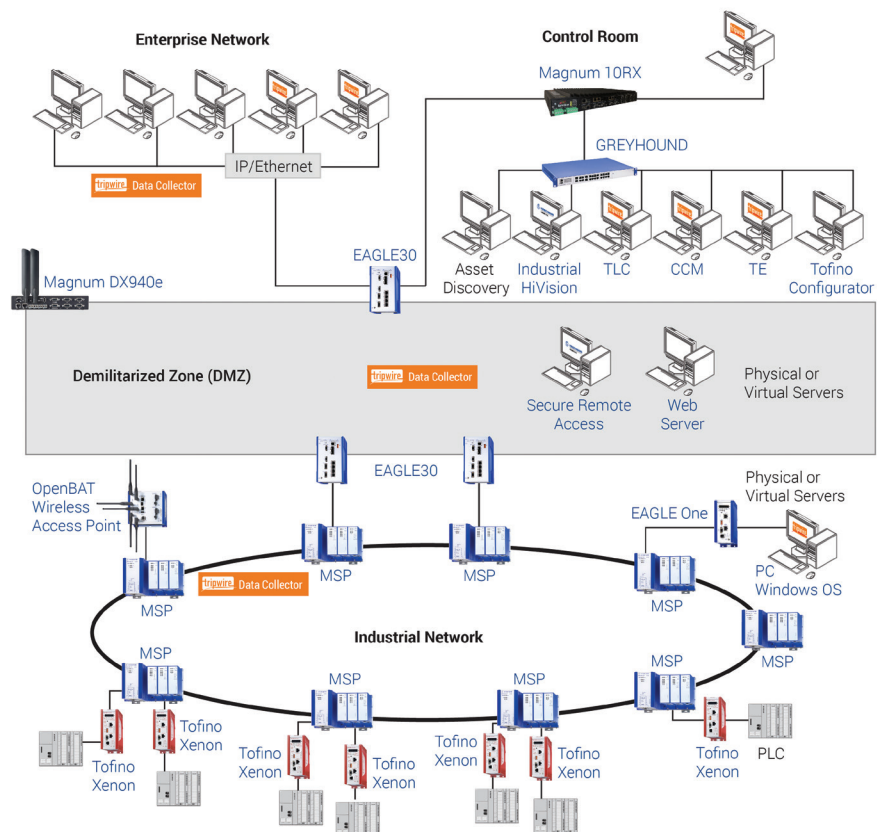 Enterprise Network
Control Room
Magnum 10RX
GREYHOUND
IP/Ethernet
tripwire Data Collector
EAGLE30
Magnum DX940e
Asset
Discovery
Industrial
HiVision
TLC
CCM
TE
Tofino
Configurator
tripwire
tripwire
tripwire
tripwire
tripwire
tripwire
tripwire
Demilitarized Zone (DMZ)
tripwire Data Collector
Secure Remote
Access
Web
Server
Physical or
Virtual Servers
EAGLE30
OpenBAT
Wireless
Access Point
Physical or
Virtual Servers
EAGLE One
tripwire
PC
Windows OS
MSP
MSP
MSP
MSP
tripwire Data Collector
Industrial Network
MSP
MSP
MSP
MSP
MSP
Tofino
Xenon
Tofino
Xenon
Tofino
Xenon
Tofino
Xenon
Tofino
Xenon
Tofino
Xenon
Tofino
Xenon
PLC